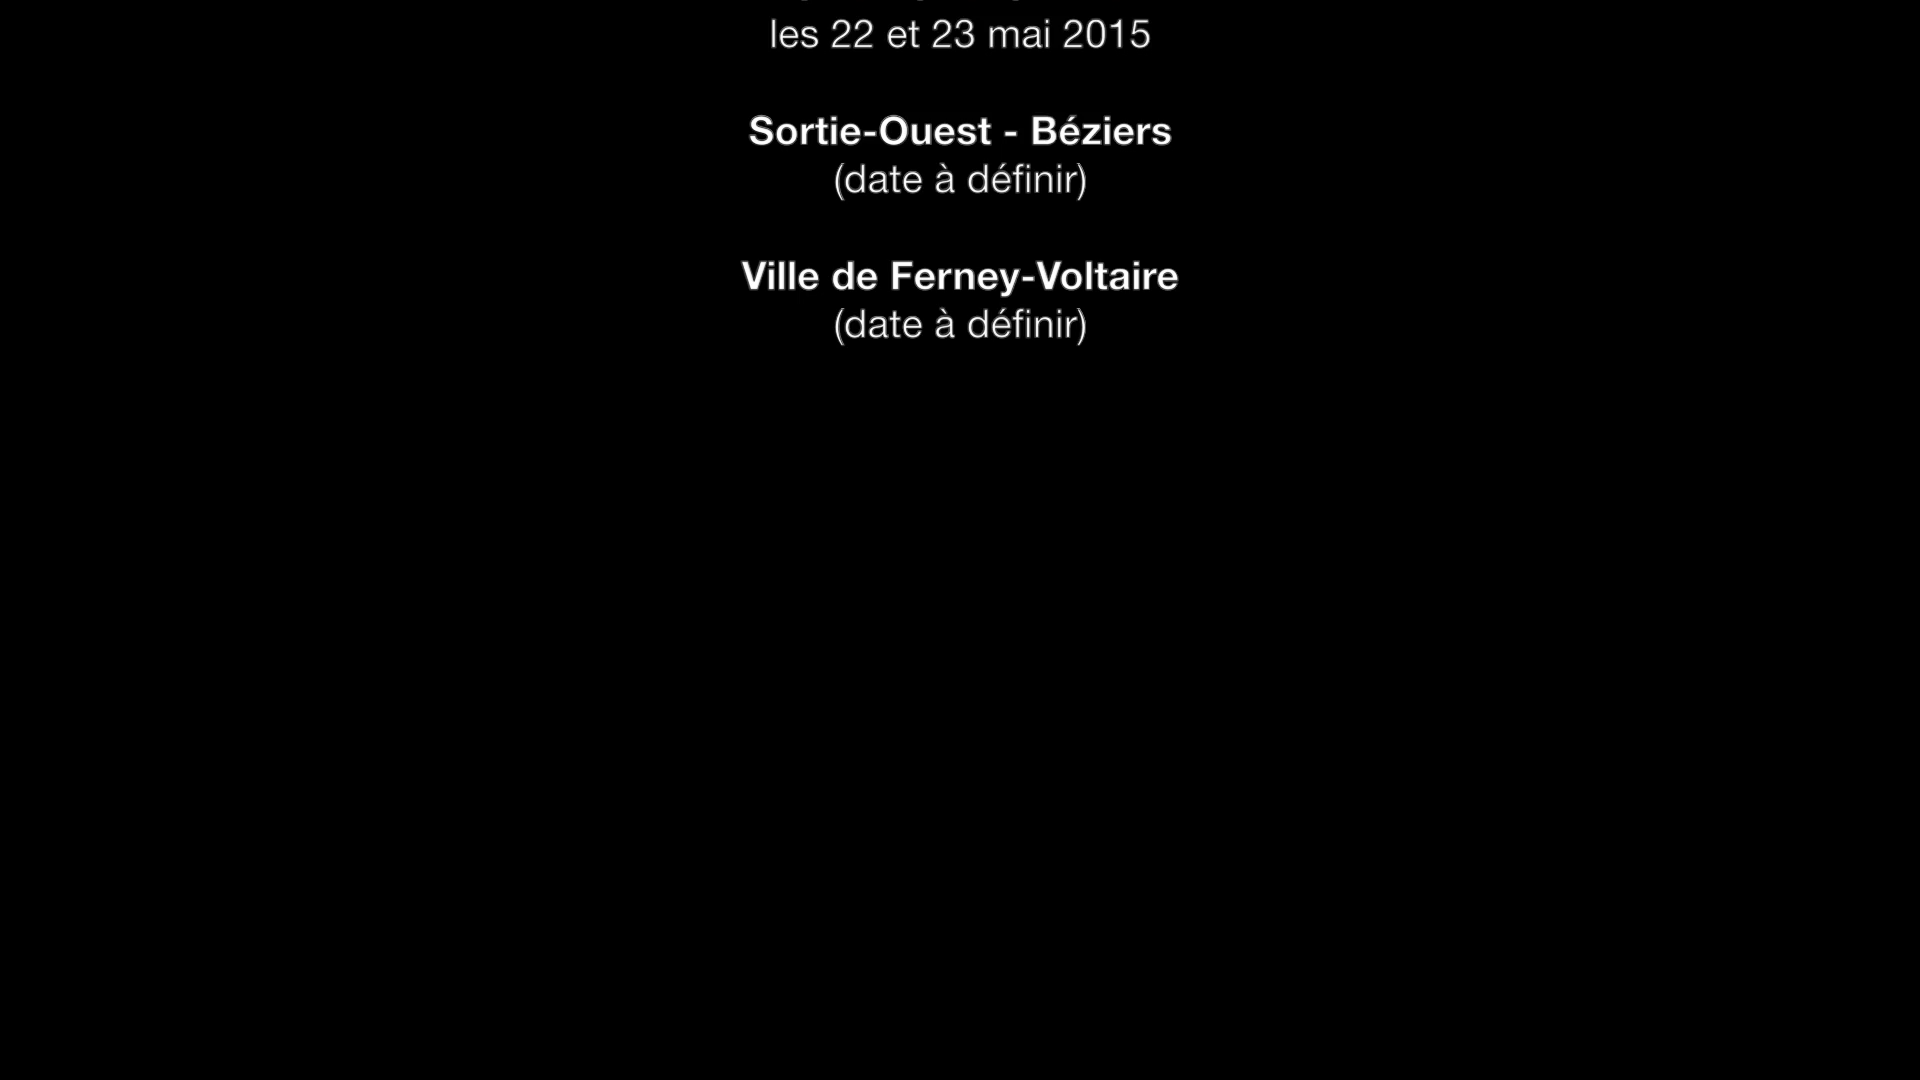 les 22 et 23 mai 2015
Sortie-Ouest - Béziers
(date à définir)
Ville de Ferney-Voltaire
(date à définir)